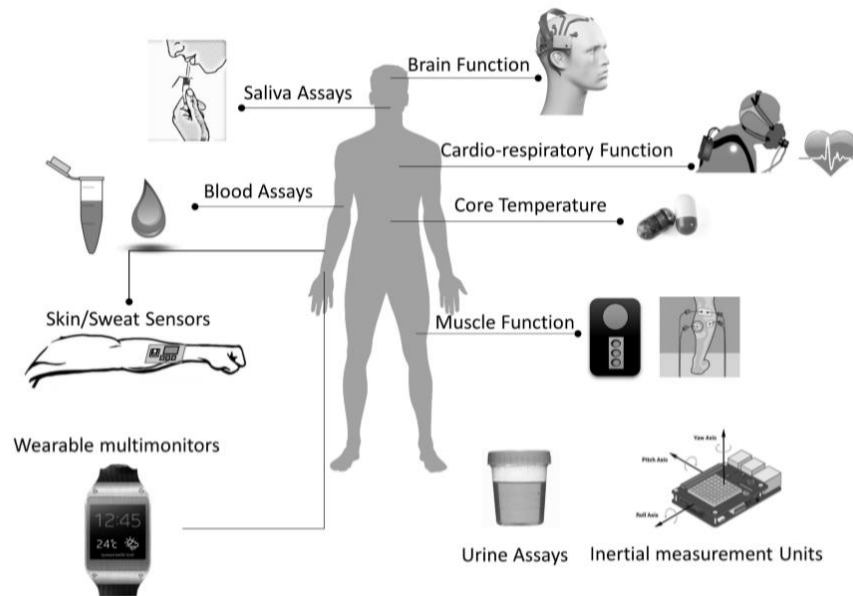 Brain Function
Saliva Assays
Cardio-respiratory Function
Blood Assays
Core Temperature
Skin/Sweat Sensors
Muscle Function
Wearable multimonitors
12:45
24℃
Yaw Axis
Pitch Axis
Roll Axis
Urine Assays
Inertial measurement Units